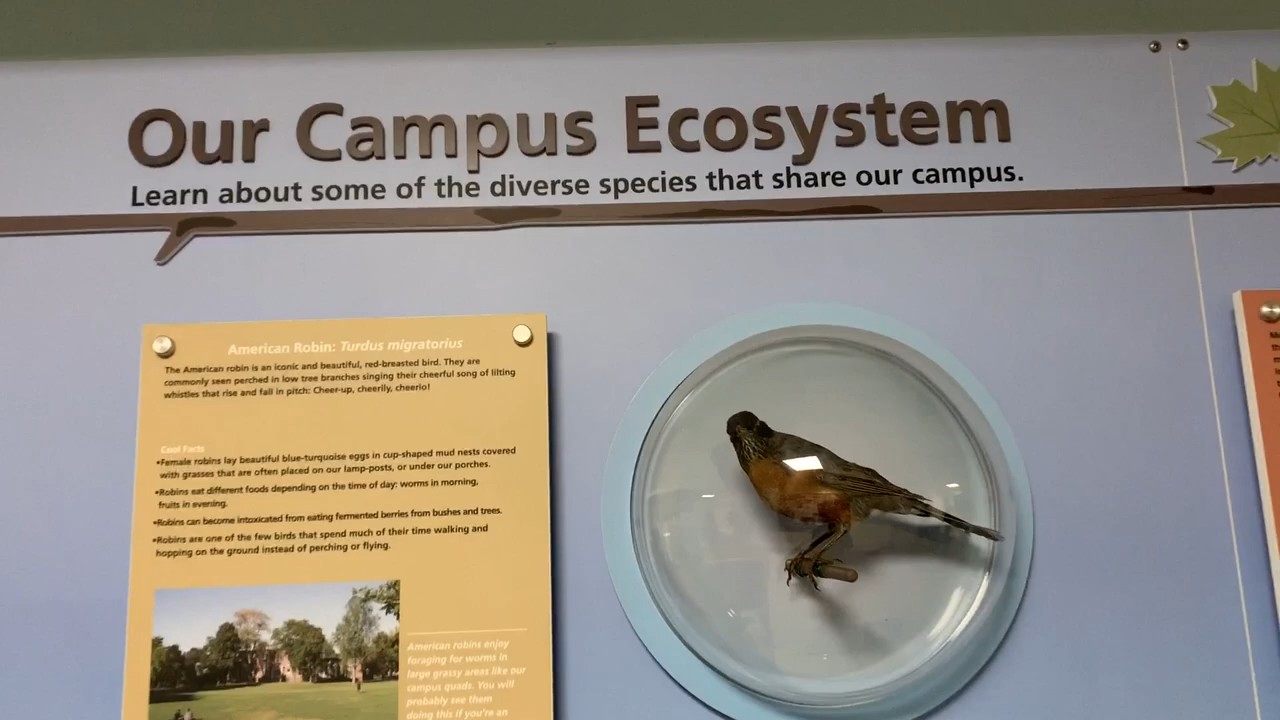 Our Campus Ecosystem
Learn about some of the diverse species that share our campus.
American Robin: Turdus migratorius
The American robin is an iconic and beautiful, red-breasted bird. They are
commonly seen perched in low tree branches singing their cheerful song of lilting
whistles that rise and fall in pitch: Cheer-up, cheerily, cheerio!
Cool Facts
•Female robins lay beautiful blue-turquoise eggs in cup-shaped mud nests covered
with grasses that are often placed on our lamp-posts, or under our porches.
•Robins eat different foods depending on the time of day: worms in morning,
fruits in evening.
•Robins can become intoxicated from eating fermented berries from bushes and trees.
•Robins are one of the few birds that spend much of their time walking and
hopping on the ground instead of perching or flying.
American robins enjoy
foraging for worms in
large grassy areas like our
campus quads. You will
probably see them
doing this if you're an